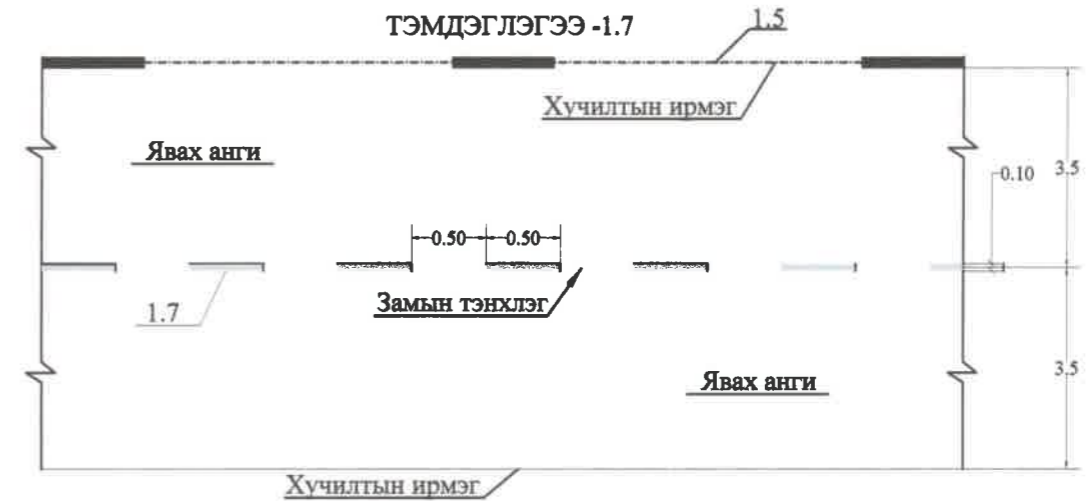 ТЭМДЭГЛЭГЭЭ -1.7
1.5
Хучилтын ирмэг
Явах анги
0.10
3.5
0.50
0.50
1.7
Замын тэнхлэг
Явах анги
3.5
Хучилтын ирмэг